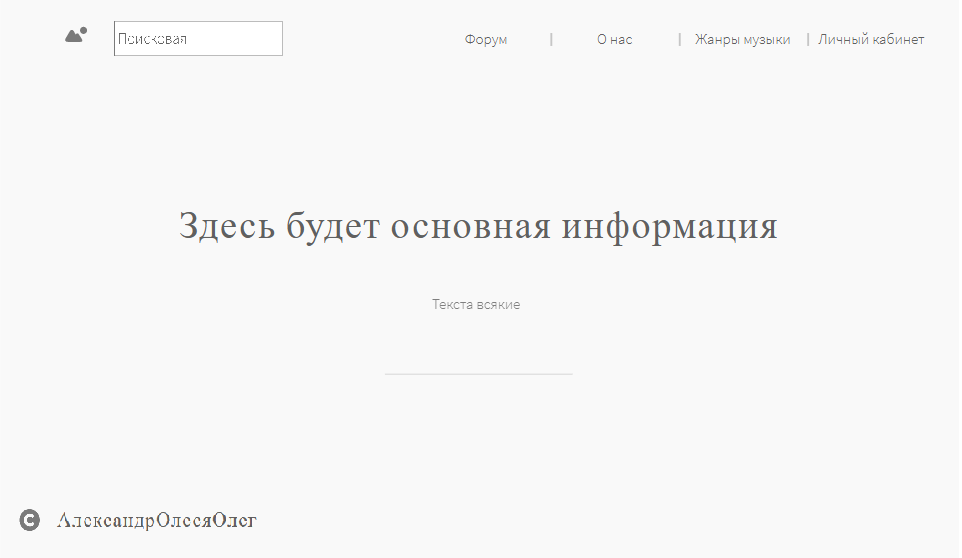 Поисковая
Форум | О нас | Жанры музыки | Личный кабинет
Здесь будет основная информация
Текста всякие
© АлександрОлесяОлег